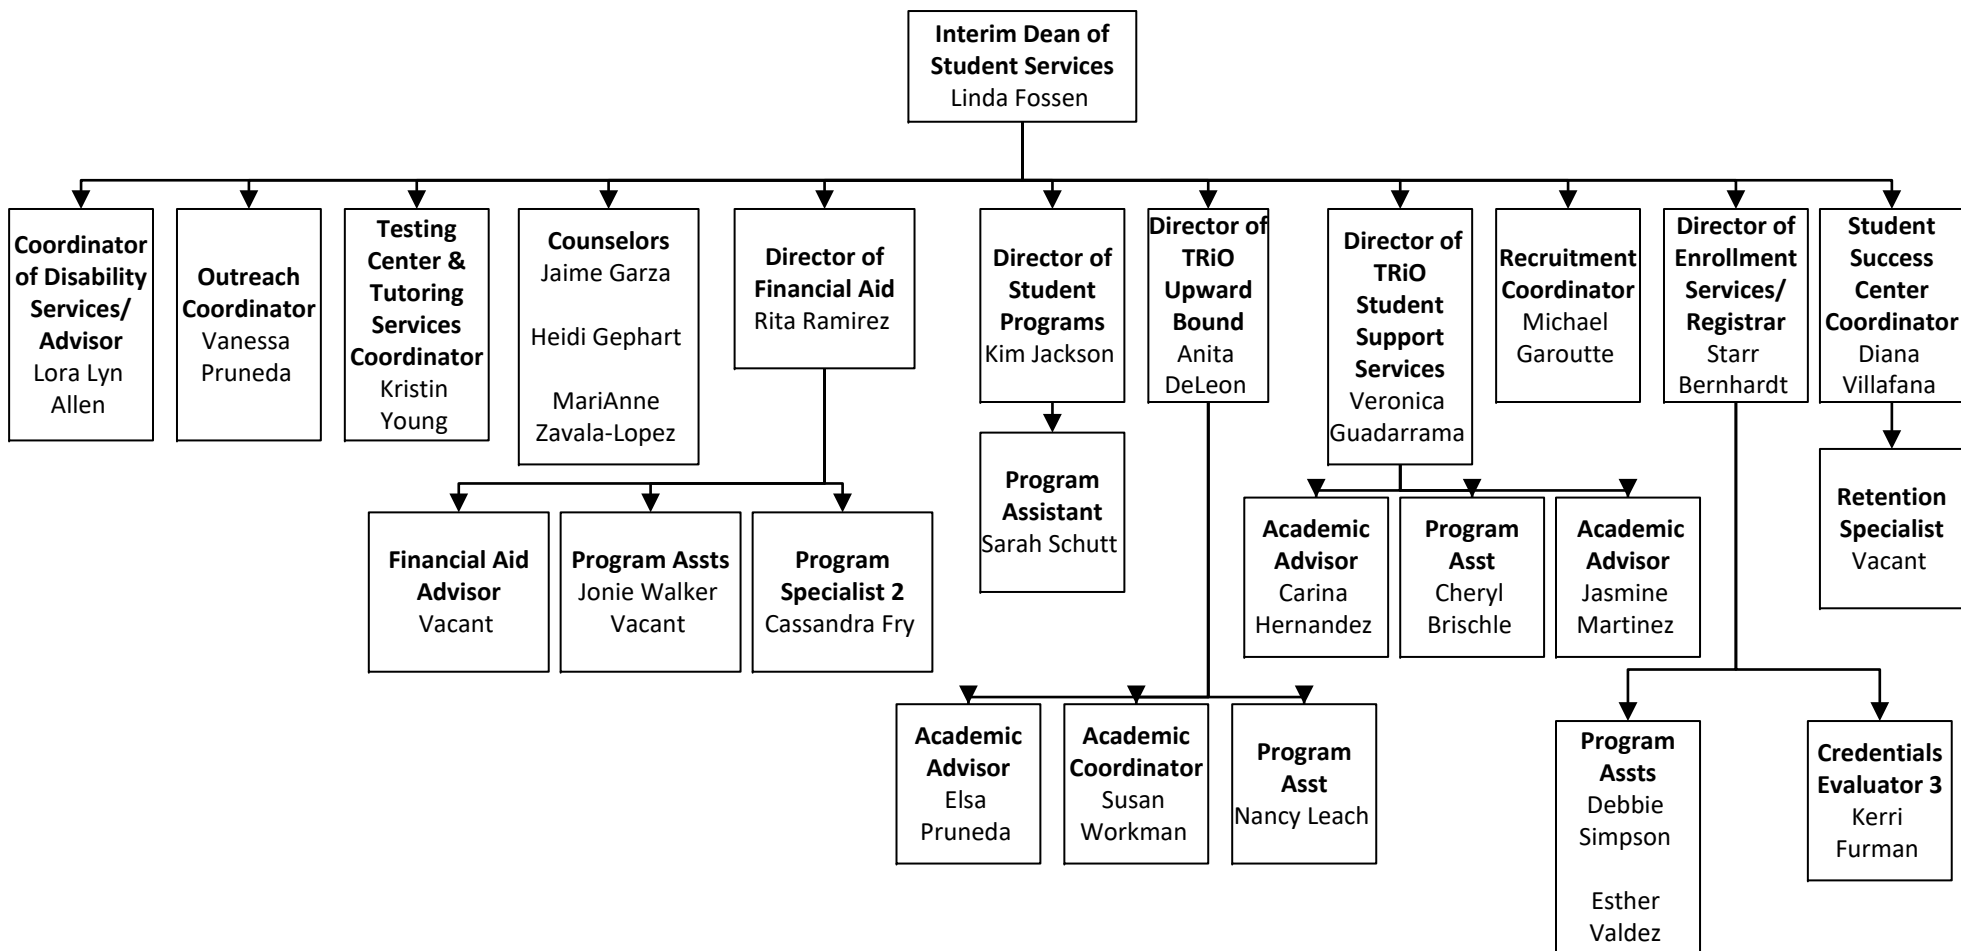 Interim Dean of
Student Services
Linda Fossen
Coordinator
of Disability
Services/
Advisor
Lora Lyn
Allen
Outreach
Coordinator
Vanessa
Pruneda
Testing
Center &
Tutoring
Services
Coordinator
Kristin
Young
Counselors
Jaime Garza
Heidi Gephart
MariAnne
Zavala-Lopez
Director of
Financial Aid
Rita Ramirez
Director of
Student
Programs
Kim Jackson
Director of
TRiO
Upward
Bound
Anita
DeLeon
Director of
TRiO
Student
Support
Services
Veronica
Guadarrama
Recruitment
Coordinator
Michael
Garoutte
Director of
Enrollment
Services/
Registrar
Starr
Bernhardt
Student
Success
Center
Coordinator
Diana
Villafana
Financial Aid
Advisor
Vacant
Program Assts
Jonie Walker
Vacant
Program
Specialist 2
Cassandra Fry
Program
Assistant
Sarah Schutt
Academic
Advisor
Carina
Hernandez
Program
Asst
Cheryl
Brischle
Academic
Advisor
Jasmine
Martinez
Retention
Specialist
Vacant
Academic
Advisor
Elsa
Pruneda
Academic
Coordinator
Susan
Workman
Program
Asst
Nancy Leach
Program
Assts
Debbie
Simpson
Esther
Valdez
Credentials
Evaluator 3
Kerri
Furman